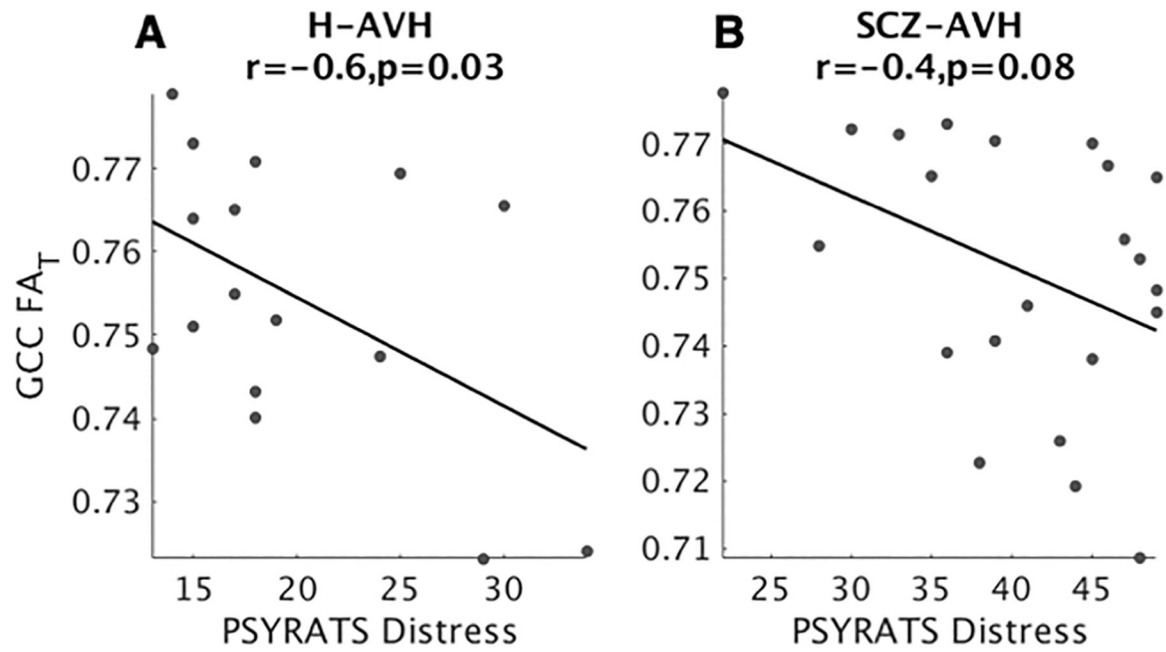 A
H-AVH
r=-0.6,p=0.03
0.77
0.76
0.75
0.74
0.73
GCC FA_T
15 20 25 30
PSYRATS Distress
B
SCZ-AVH
r=-0.4,p=0.08
0.77
0.76
0.75
0.74
0.73
0.72
0.71
25 30 35 40 45
PSYRATS Distress